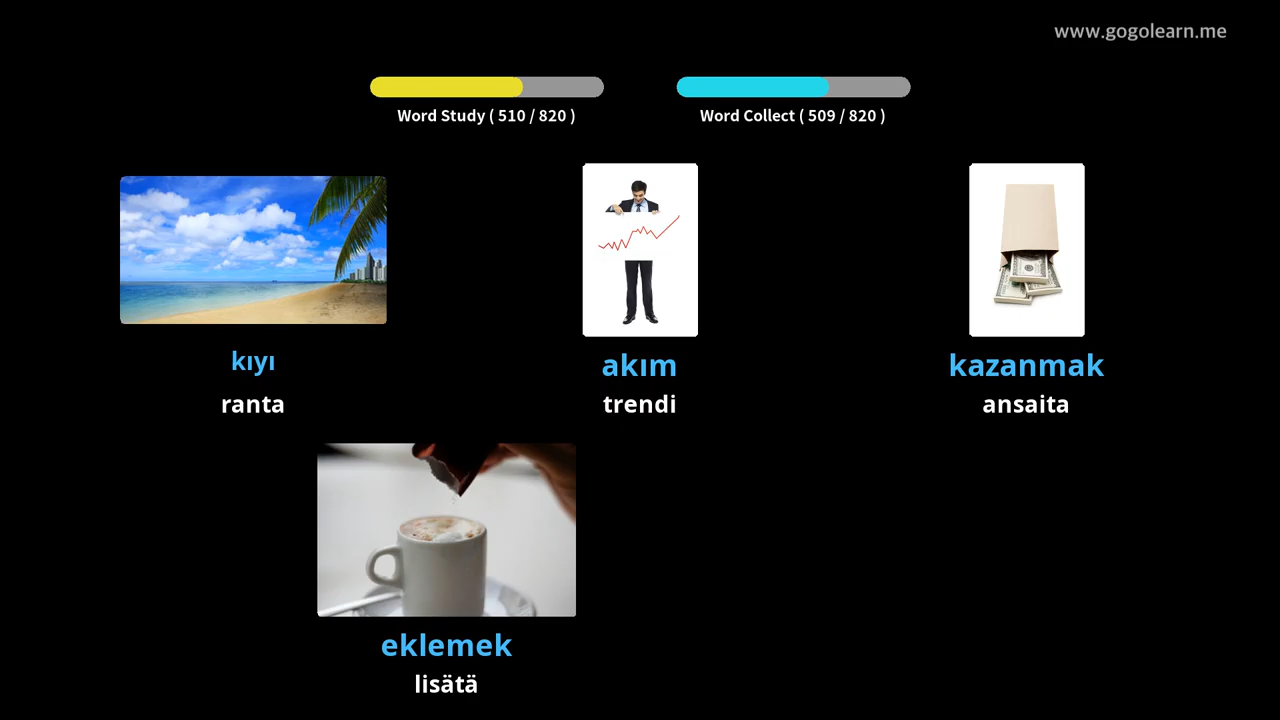 www.gogolearn.me
Word Study ( 510 / 820 )
Word Collect ( 509 / 820 )
kıyı
ranta
akım
trendi
kazanmak
ansaita
eklemek
lisätä